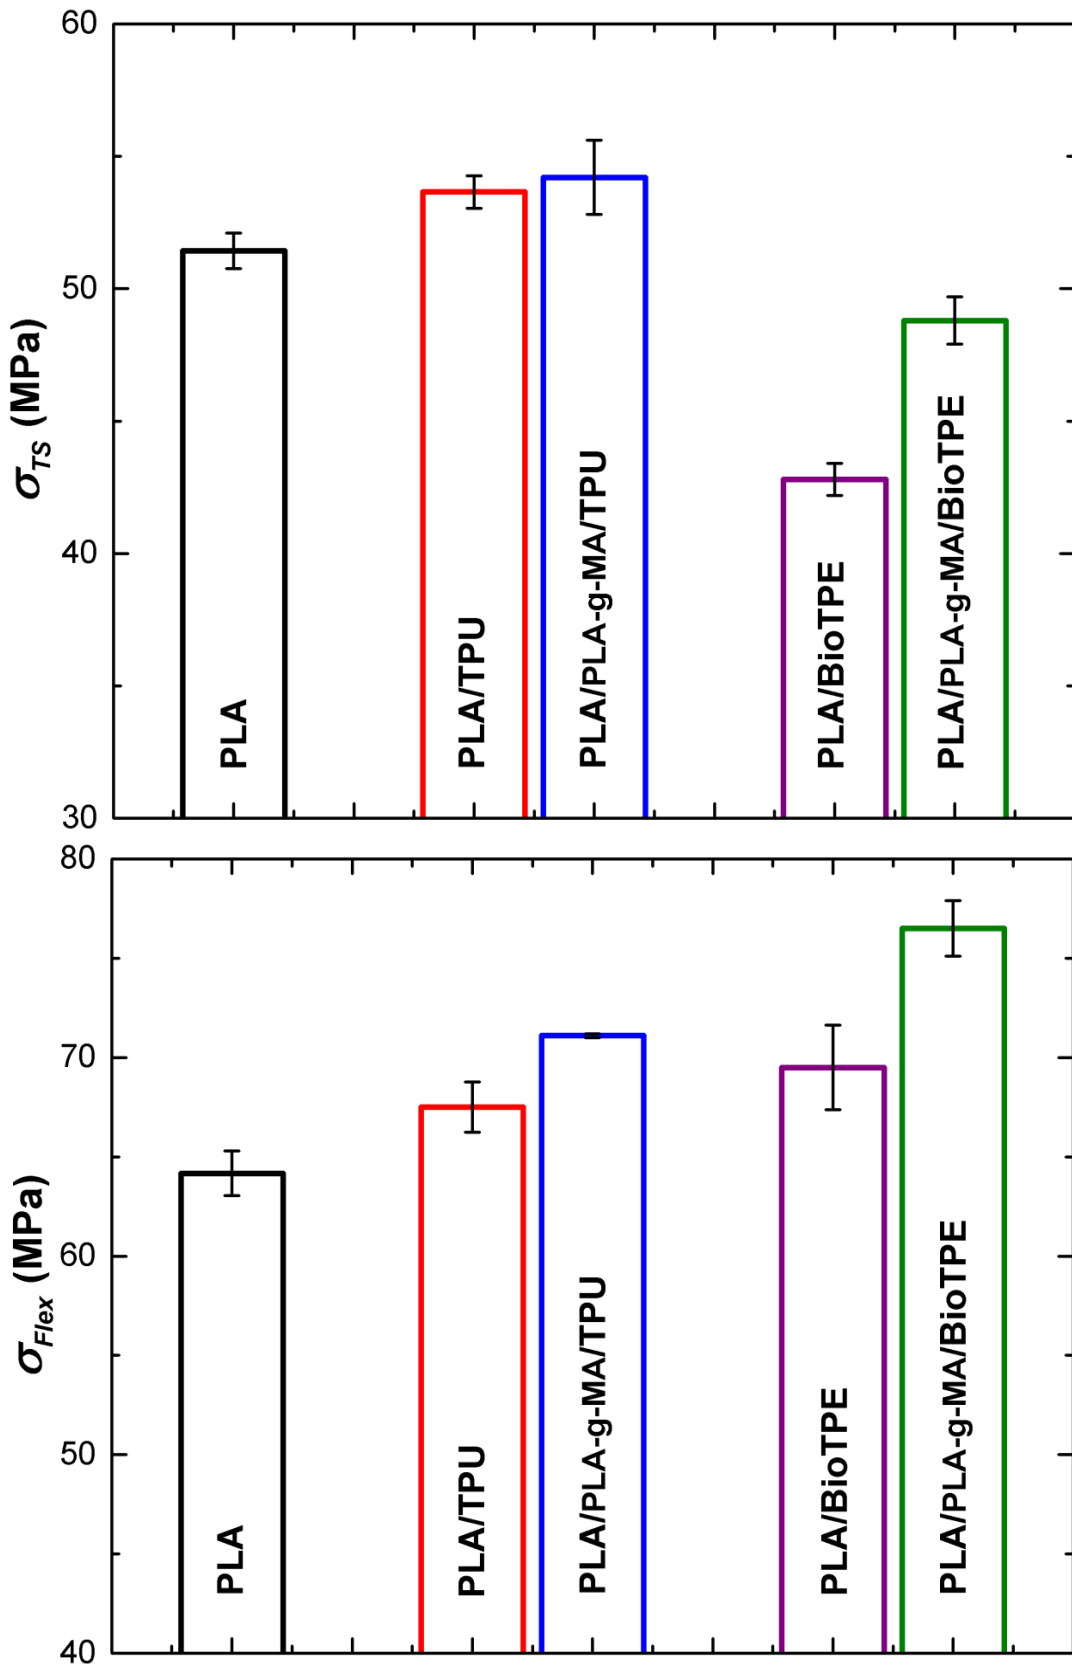 60
50
40
30
σTS (MPa)
PLA
PLA/TPU
PLA/PLA-g-MA/TPU
PLA/BioTPE
PLA/PLA-g-MA/BioTPE
80
70
60
50
40
σFlex (MPa)
PLA
PLA/TPU
PLA/PLA-g-MA/TPU
PLA/BioTPE
PLA/PLA-g-MA/BioTPE